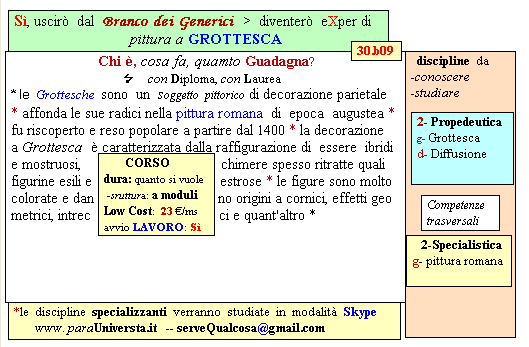 Sì, uscirò dal Branco dei Generici > diventerò eXper di
pittura a GROTTESCA
30.b09
Chi è, cosa fa, quamto Guadagna?
con Diploma, con Laurea
* le Grottesche sono un soggetto pittorico di decorazione parietale
* affonda le sue radici nella pittura romana di epoca augustea *
fu riscoperto e reso popolare a partire dal 1400 * la decorazione
a Grottesca è caratterizzata dalla raffigurazione di essere ibridi
e mostruosi, chimere spesso ritratte quali
figurine esili e estrose * le figure sono molto
colorate e dan no origini a cornici, effetti geo
metrici, intrec ci e quant'altro *
CORSO
dura: quanto si vuole
-sruttura: a moduli
Low Cost: 23 €/ms
avvio LAVORO: Sì
discipline da
-conoscere
-studiare
2- Propedeutica
g- Grottesca
d- Diffusione
Competenze
trasversali
2-Specialistica
g- pittura romana
*le discipline specializzanti verranno studiate in modalità Skype
www.paraUniversta.it -- serveQualcosa@gmail.com